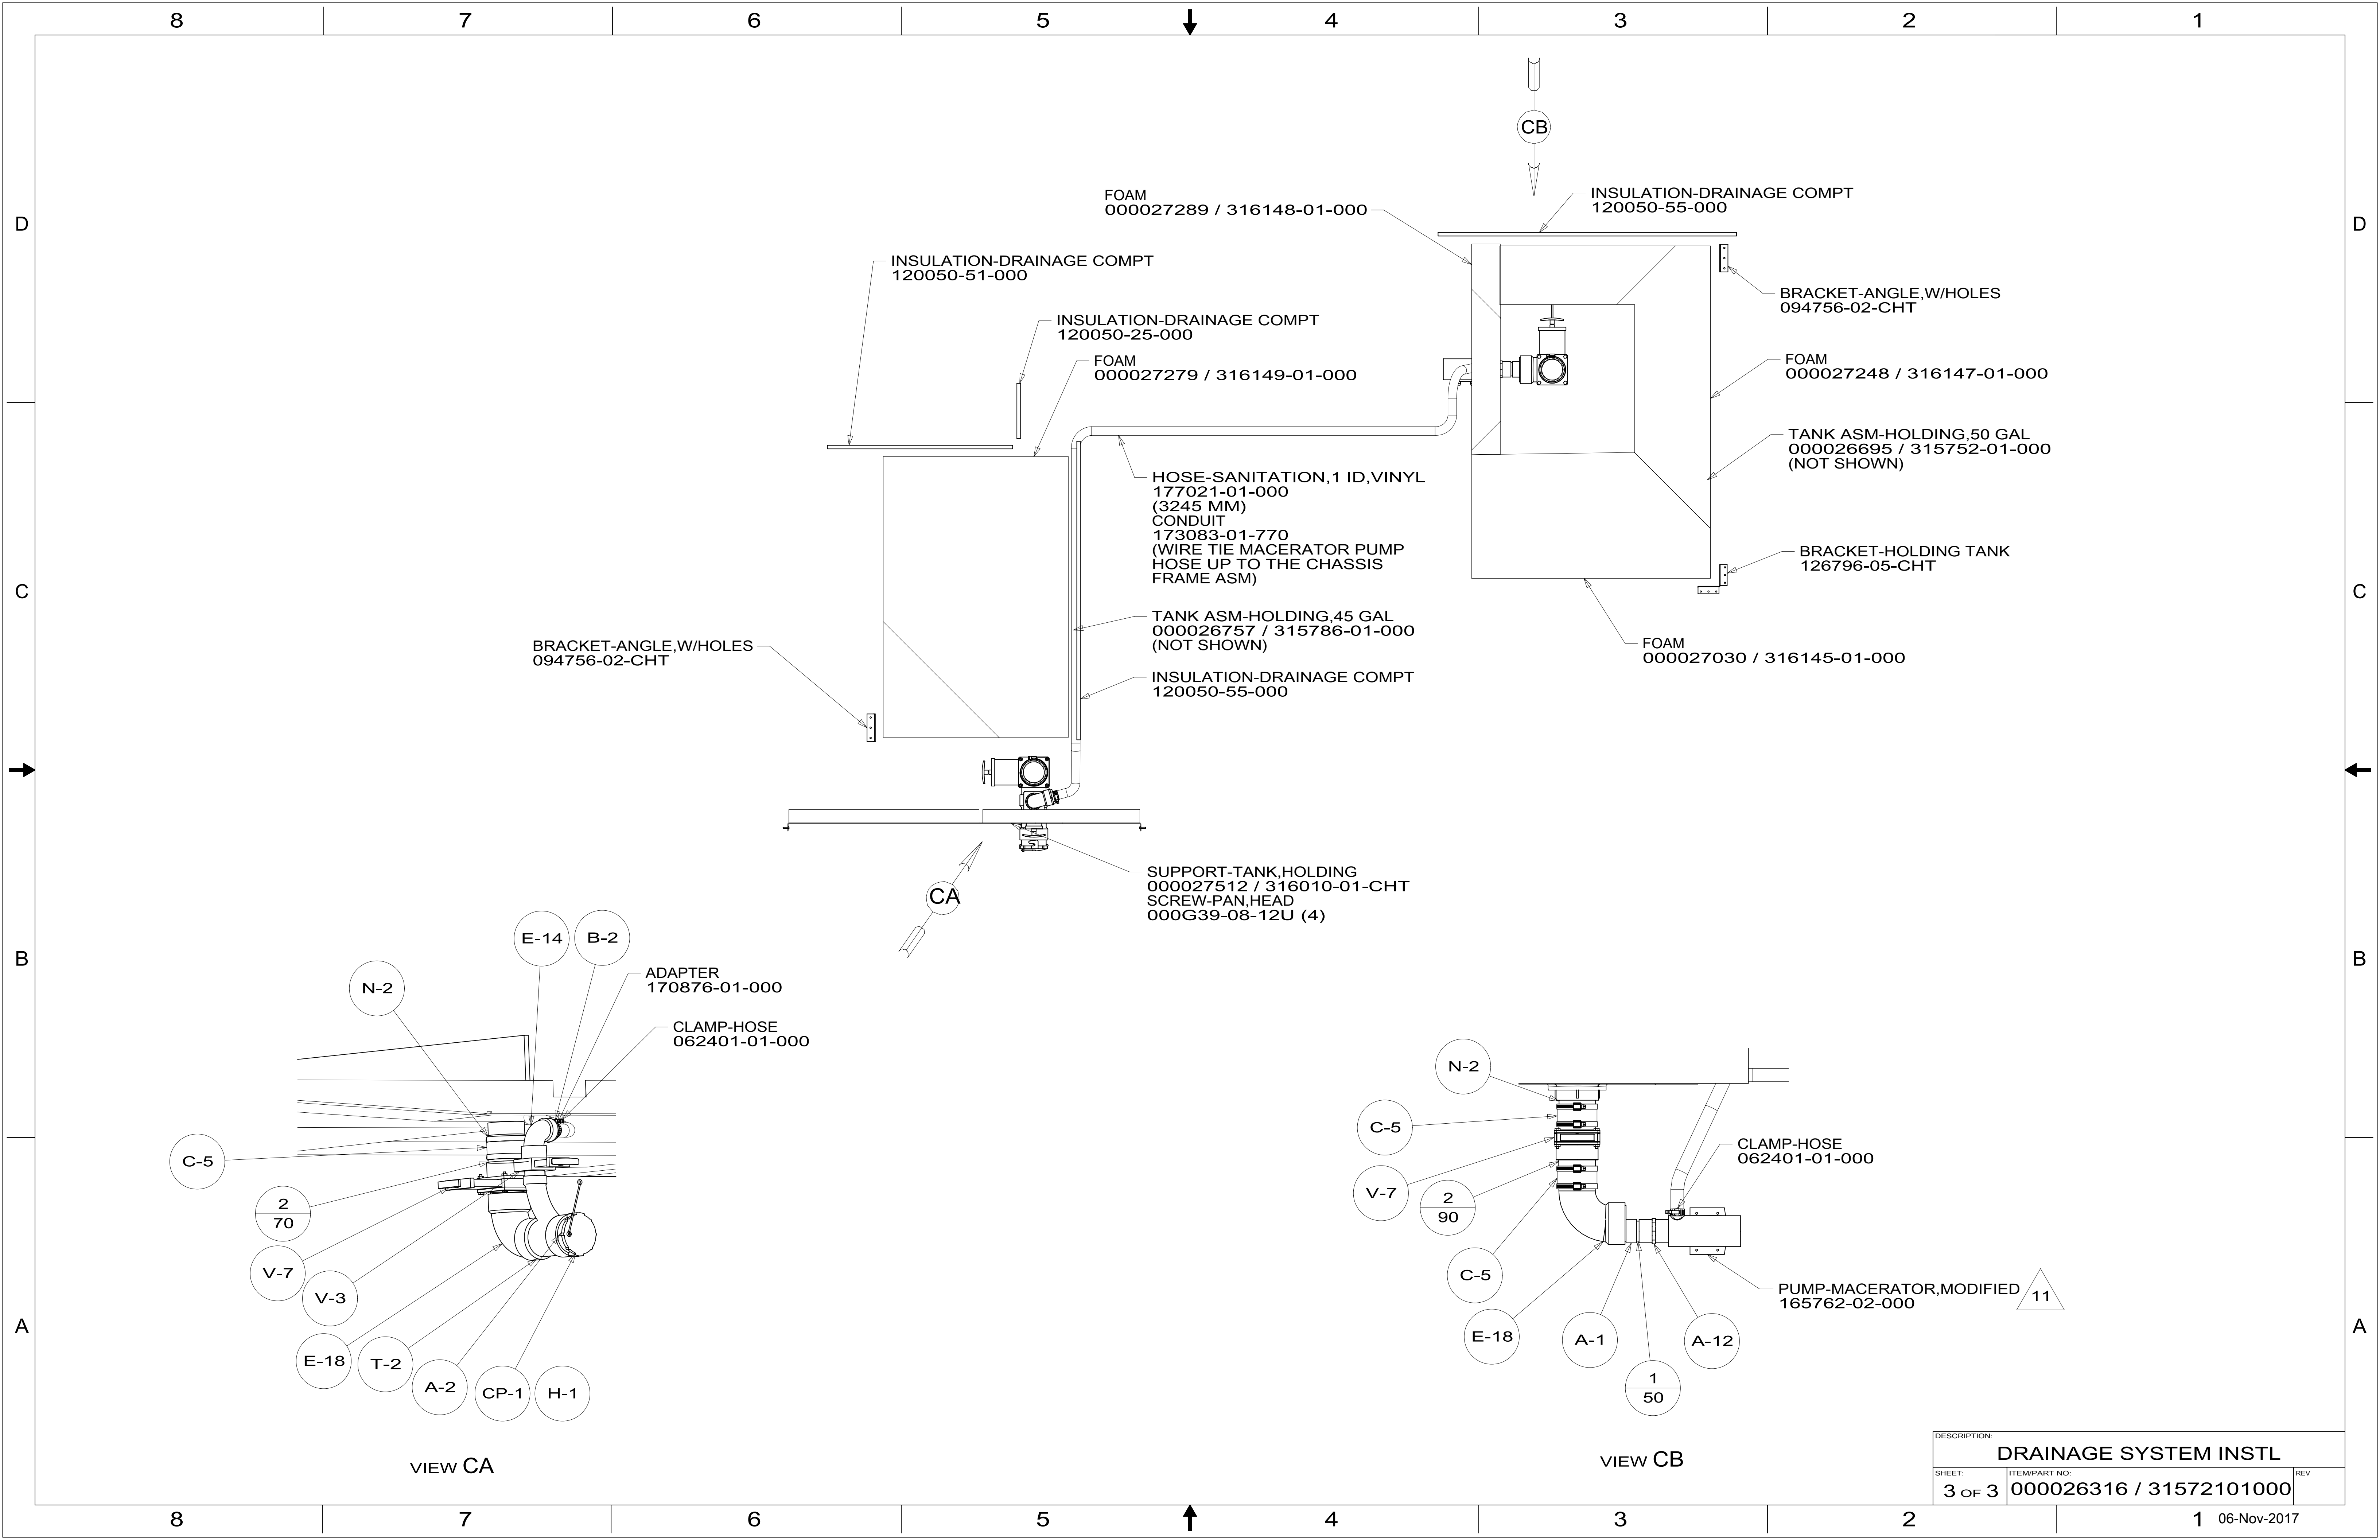 8 7 6 5 4 3 2 1
CB
FOAM
000027289 / 316148-01-000
INSULATION-DRAINAGE COMPT
120050-55-000
D
D
INSULATION-DRAINAGE COMPT
120050-51-000
BRACKET-ANGLE,W/HOLES
094756-02-CHT
INSULATION-DRAINAGE COMPT
120050-25-000
FOAM
000027279 / 316149-01-000
FOAM
000027248 / 316147-01-000
TANK ASM-HOLDING,50 GAL
000026695 / 315752-01-000
(NOT SHOWN)
HOSE-SANITATION,1 ID,VINYL
177021-01-000
(3245 MM)
CONDUIT
173083-01-770
(WIRE TIE MACERATOR PUMP
HOSE UP TO THE CHASSIS
FRAME ASM)
BRACKET-HOLDING TANK
126796-05-CHT
C
C
TANK ASM-HOLDING,45 GAL
000026757 / 315786-01-000
(NOT SHOWN)
BRACKET-ANGLE,W/HOLES
094756-02-CHT
FOAM
000027030 / 316145-01-000
INSULATION-DRAINAGE COMPT
120050-55-000
SUPPORT-TANK,HOLDING
000027512 / 316010-01-CHT
SCREW-PAN,HEAD
000G39-08-12U (4)
CA
B
B
E-14
B-2
N-2
ADAPTER
170876-01-000
CLAMP-HOSE
062401-01-000
C-5
2
70
V-7
V-3
E-18
T-2
A-2
CP-1
H-1
VIEW CA
N-2
C-5
V-7
2
90
C-5
E-18
A-1
1
50
A-12
CLAMP-HOSE
062401-01-000
PUMP-MACERATOR,MODIFIED
165762-02-000
11
VIEW CB
A
A
DESCRIPTION:
DRAINAGE SYSTEM INSTL
SHEET:
3 OF 3
ITEM/PART NO:
000026316 / 31572101000
REV
8 7 6 5 4 3 2 1
06-Nov-2017